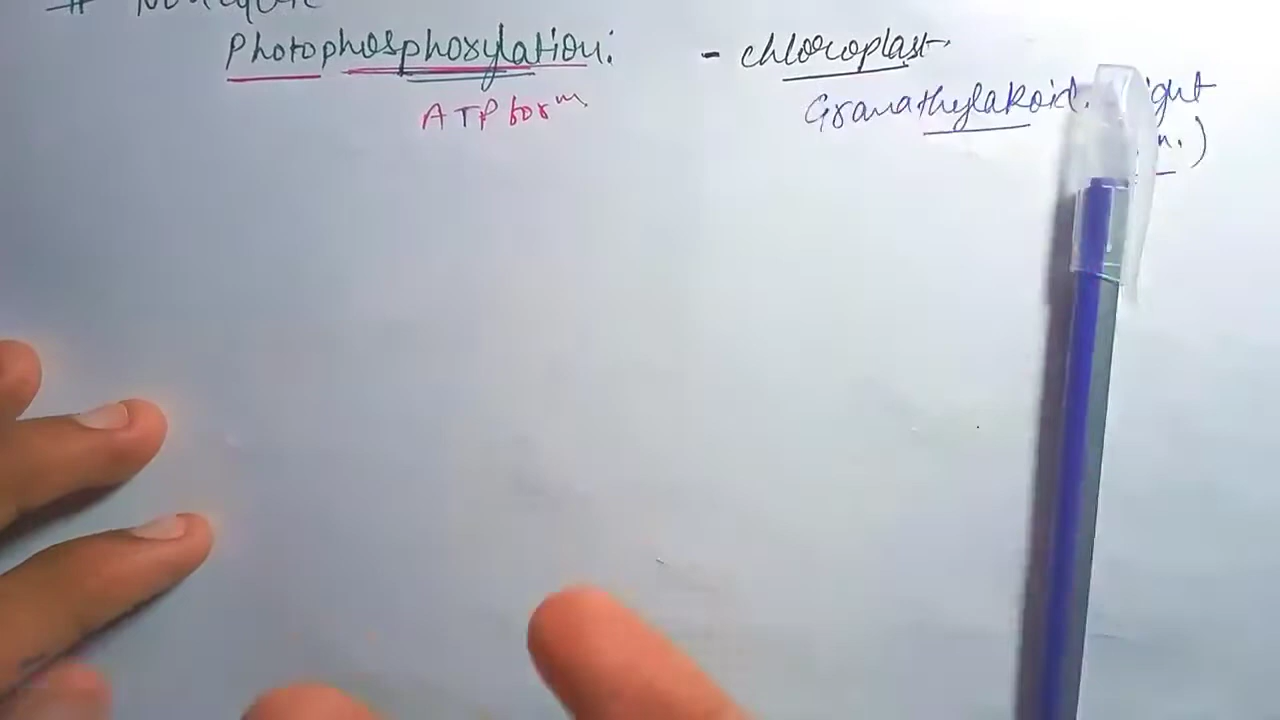 #
Photophosphorylation:
ATP form
- chloroplast
Granathylakoid.